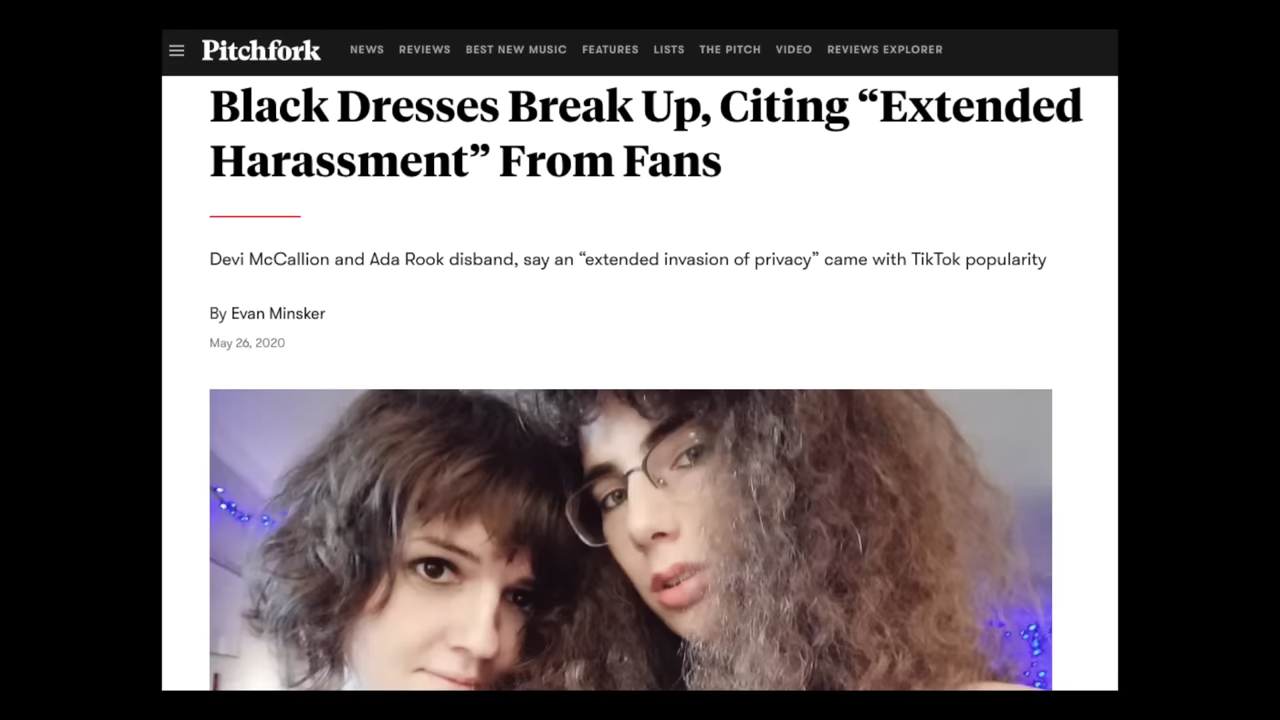 Pitchfork NEWS REVIEWS BEST NEW MUSIC FEATURES LISTS THE PITCH VIDEO REVIEWS EXPLORER
Black Dresses Break Up, Citing “Extended
Harassment” From Fans
Devi McCallion and Ada Rook disband, say an “extended invasion of privacy” came with TikTok popularity
By Evan Minsker
May 26, 2020